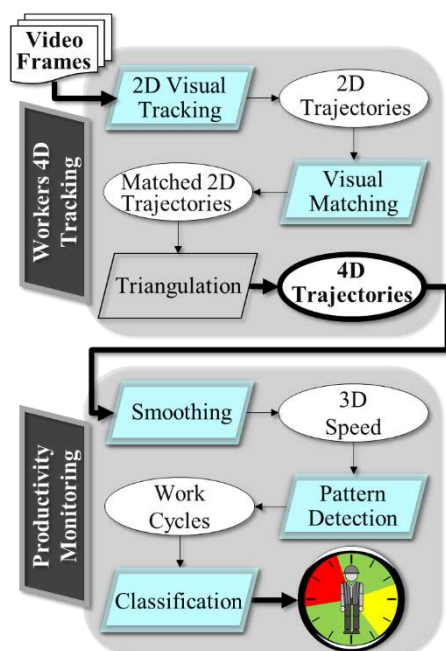 Video
Frames
Workers 4D
Tracking
2D Visual
Tracking
2D
Trajectories
Visual
Matching
Matched 2D
Trajectories
Triangulation
4D
Trajectories
Productivity
Monitoring
Smoothing
3D
Speed
Pattern
Detection
Work
Cycles
Classification